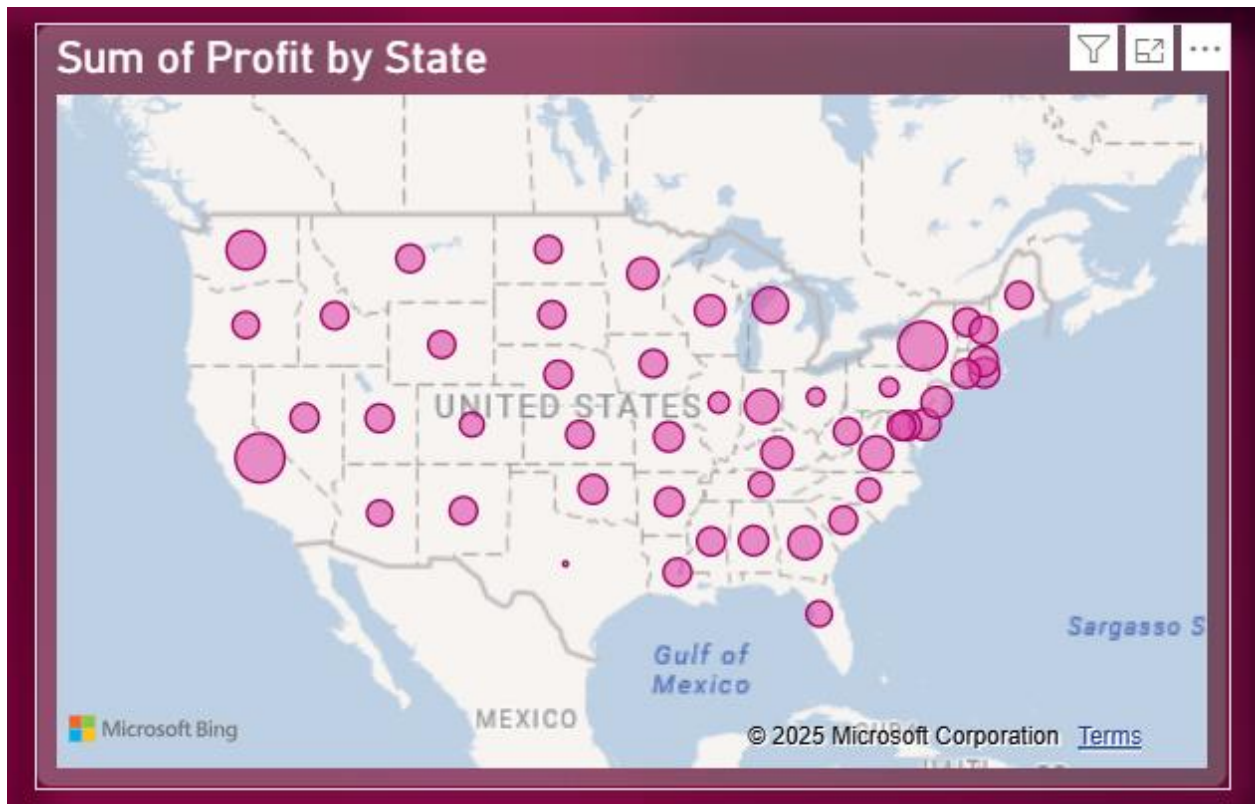 Sum of Profit by State
UNITED STATES
Gulf of
Mexico
Sargasso S
MEXICO
Microsoft Bing
© 2025 Microsoft Corporation Terms